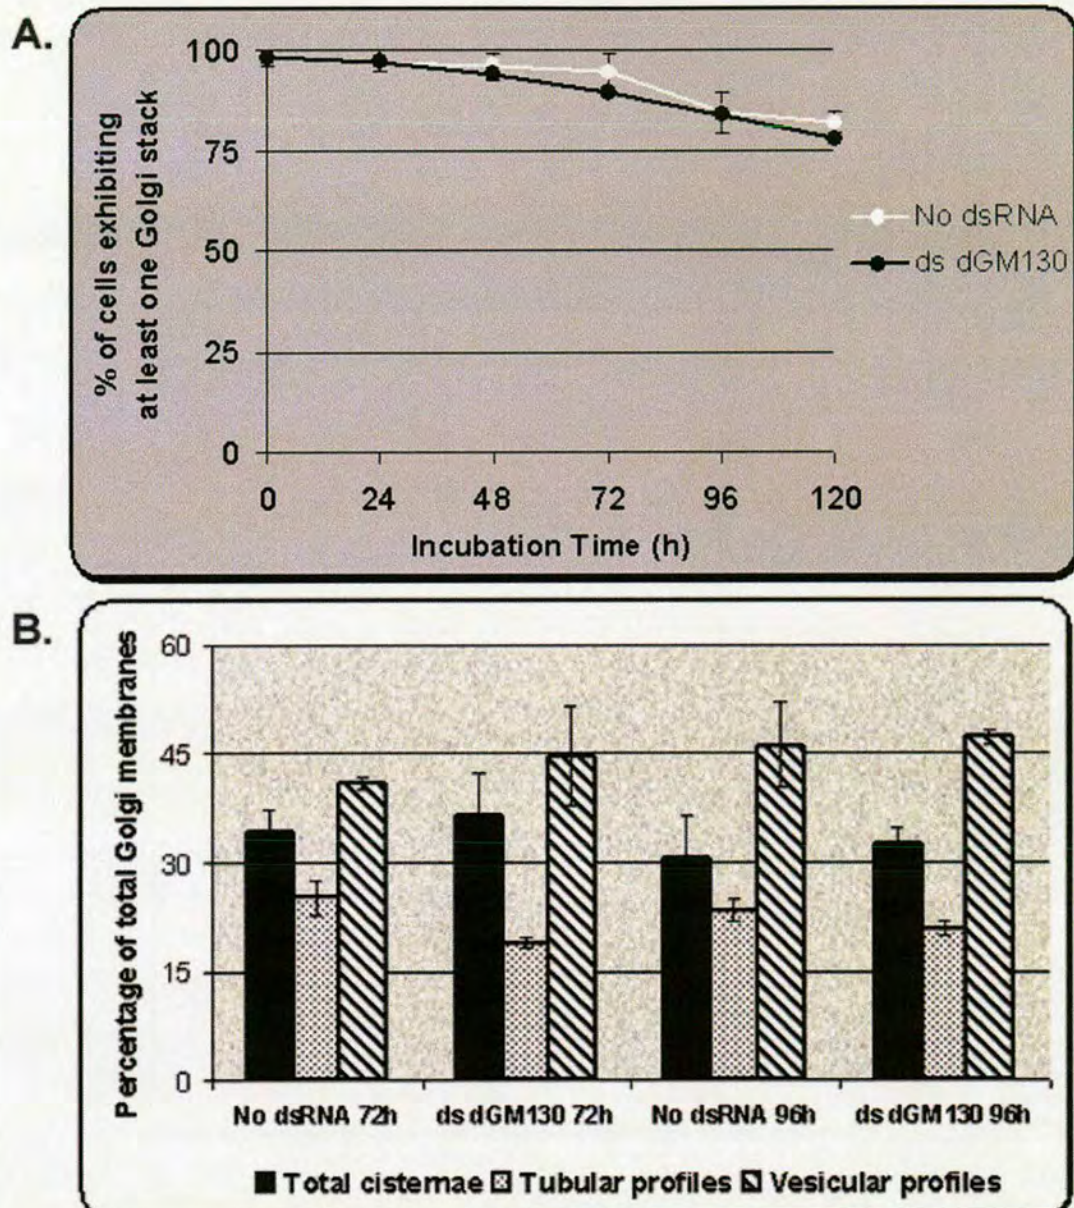 A.
% of cells exhibiting
at least one Golgi stack
100
75
50
25
0
0 24 48 72 96 120
Incubation Time (h)
No dsRNA
ds dGM130
B.
Percentage of total Golgi membranes
60
45
30
15
0
No dsRNA 72h ds dGM130 72h No dsRNA 96h ds dGM130 96h
Total cisternae Tubular profiles Vesicular profiles